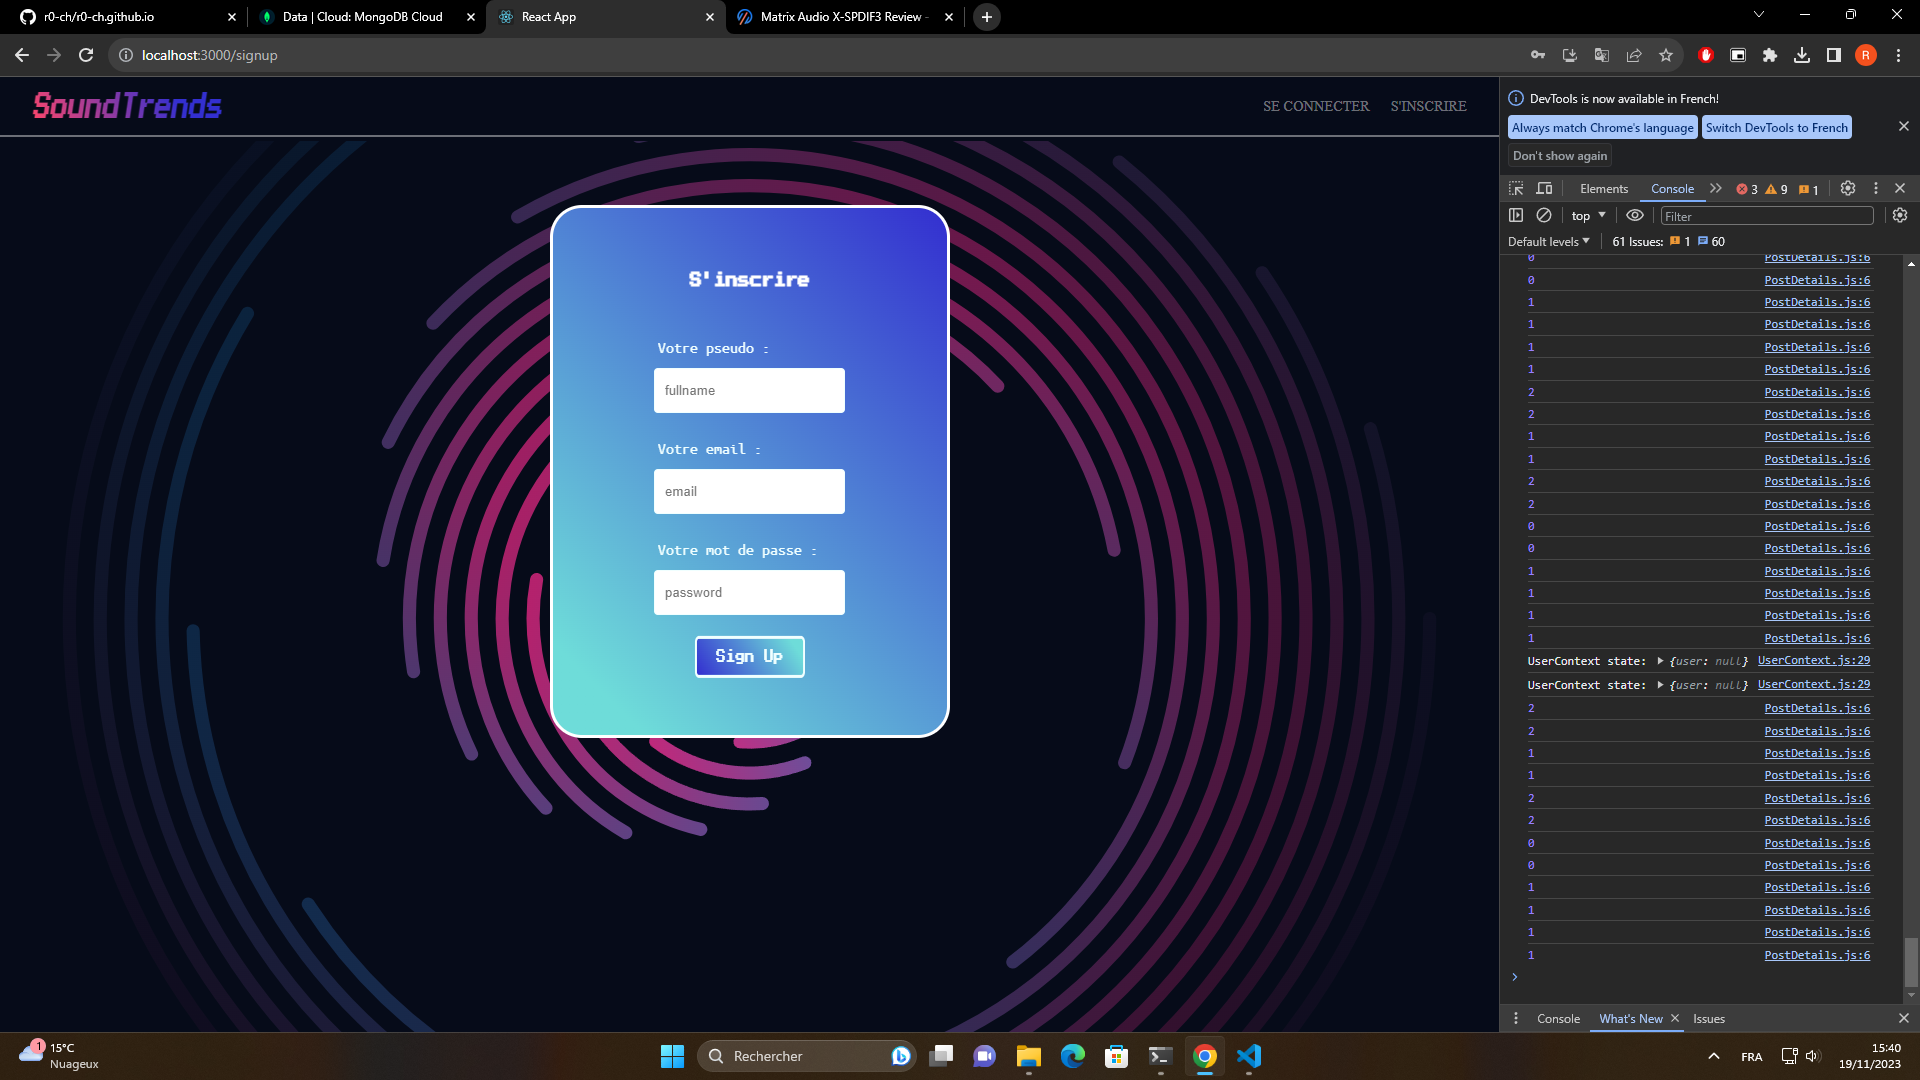 r0-ch/r0-ch.github.io
Data | Cloud: MongoDB Cloud
React App
Matrix Audio X-SPDIF3 Review -
localhost:3000/signup
R
SoundTrends
SE CONNECTER
S'INSCRIRE
S'inscrire
Votre pseudo :
fullname
Votre email :
email
Votre mot de passe :
password
Sign Up
DevTools is now available in French!
Always match Chrome's language
Switch DevTools to French
Don't show again
Elements
Console
3
9
1
top
Filter
Default levels
61 Issues:
1
60
0 PostDetails.js:6
0 PostDetails.js:6
1 PostDetails.js:6
1 PostDetails.js:6
1 PostDetails.js:6
1 PostDetails.js:6
2 PostDetails.js:6
2 PostDetails.js:6
1 PostDetails.js:6
1 PostDetails.js:6
2 PostDetails.js:6
2 PostDetails.js:6
0 PostDetails.js:6
0 PostDetails.js:6
1 PostDetails.js:6
1 PostDetails.js:6
1 PostDetails.js:6
1 PostDetails.js:6
UserContext state: {user: null} UserContext.js:29
UserContext state: {user: null} UserContext.js:29
2 PostDetails.js:6
2 PostDetails.js:6
1 PostDetails.js:6
1 PostDetails.js:6
2 PostDetails.js:6
2 PostDetails.js:6
0 PostDetails.js:6
0 PostDetails.js:6
1 PostDetails.js:6
1 PostDetails.js:6
1 PostDetails.js:6
1 PostDetails.js:6
Console
What's New
Issues
1
15°C
Nuageux
Rechercher
FRA
15:40
19/11/2023